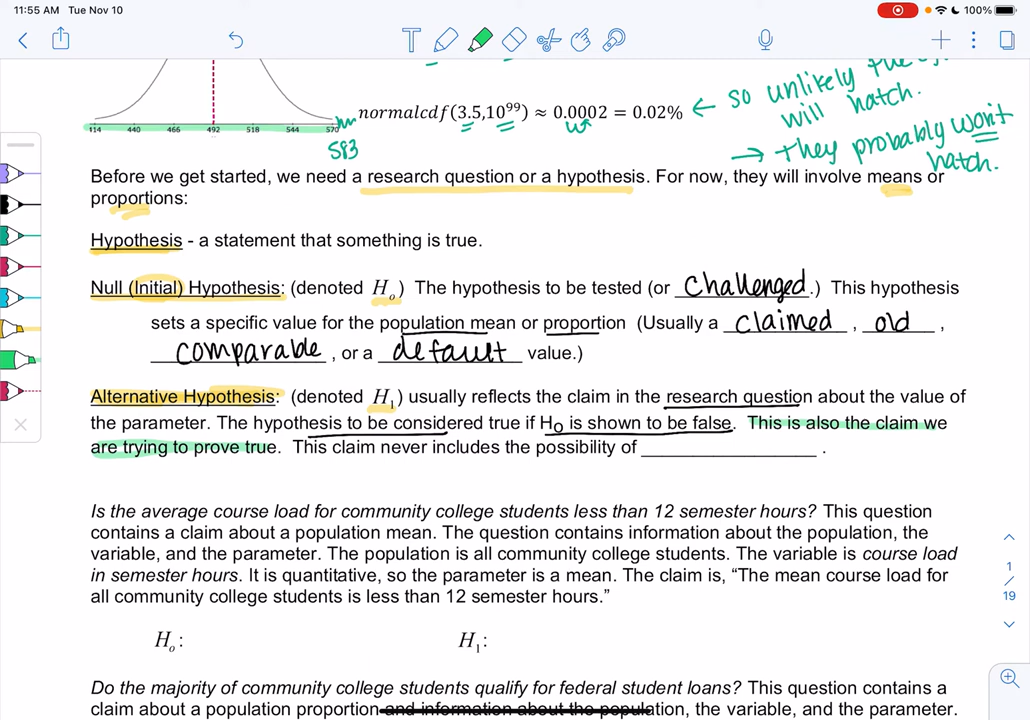 11:55 AM Tue Nov 10
100%
T
so unlikely the
will hatch.
normalcdf(3.5,10^99) ≈ 0.0002 = 0.02%
→ they probably won't
hatch.
114 440 466 492 518 544 570
583
Before we get started, we need a research question or a hypothesis. For now, they will involve means or
proportions:
Hypothesis - a statement that something is true.
Null (Initial) Hypothesis: (denoted H₀) The hypothesis to be tested (or challenged.) This hypothesis
sets a specific value for the population mean or proportion (Usually a claimed, old,
comparable, or a default value.)
Alternative Hypothesis: (denoted H₁) usually reflects the claim in the research question about the value of
the parameter. The hypothesis to be considered true if H₀ is shown to be false. This is also the claim we
are trying to prove true. This claim never includes the possibility of ________________ .
Is the average course load for community college students less than 12 semester hours? This question
contains a claim about a population mean. The question contains information about the population, the
variable, and the parameter. The population is all community college students. The variable is course load
in semester hours. It is quantitative, so the parameter is a mean. The claim is, “The mean course load for
all community college students is less than 12 semester hours.”
H₀: H₁:
Do the majority of community college students qualify for federal student loans? This question contains a
claim about a population proportion and information about the population, the variable, and the parameter.
1
/
19